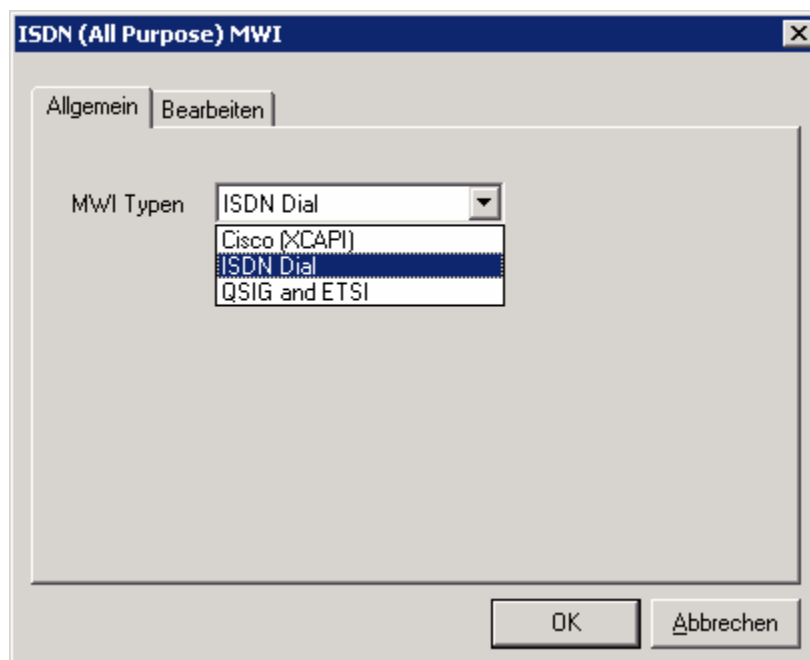 ISDN (All Purpose) MWI
Allgemein Bearbeiten
MWI Typen ISDN Dial
Cisco (XCAPI)
ISDN Dial
QSIG and ETSI
OK Abbrechen